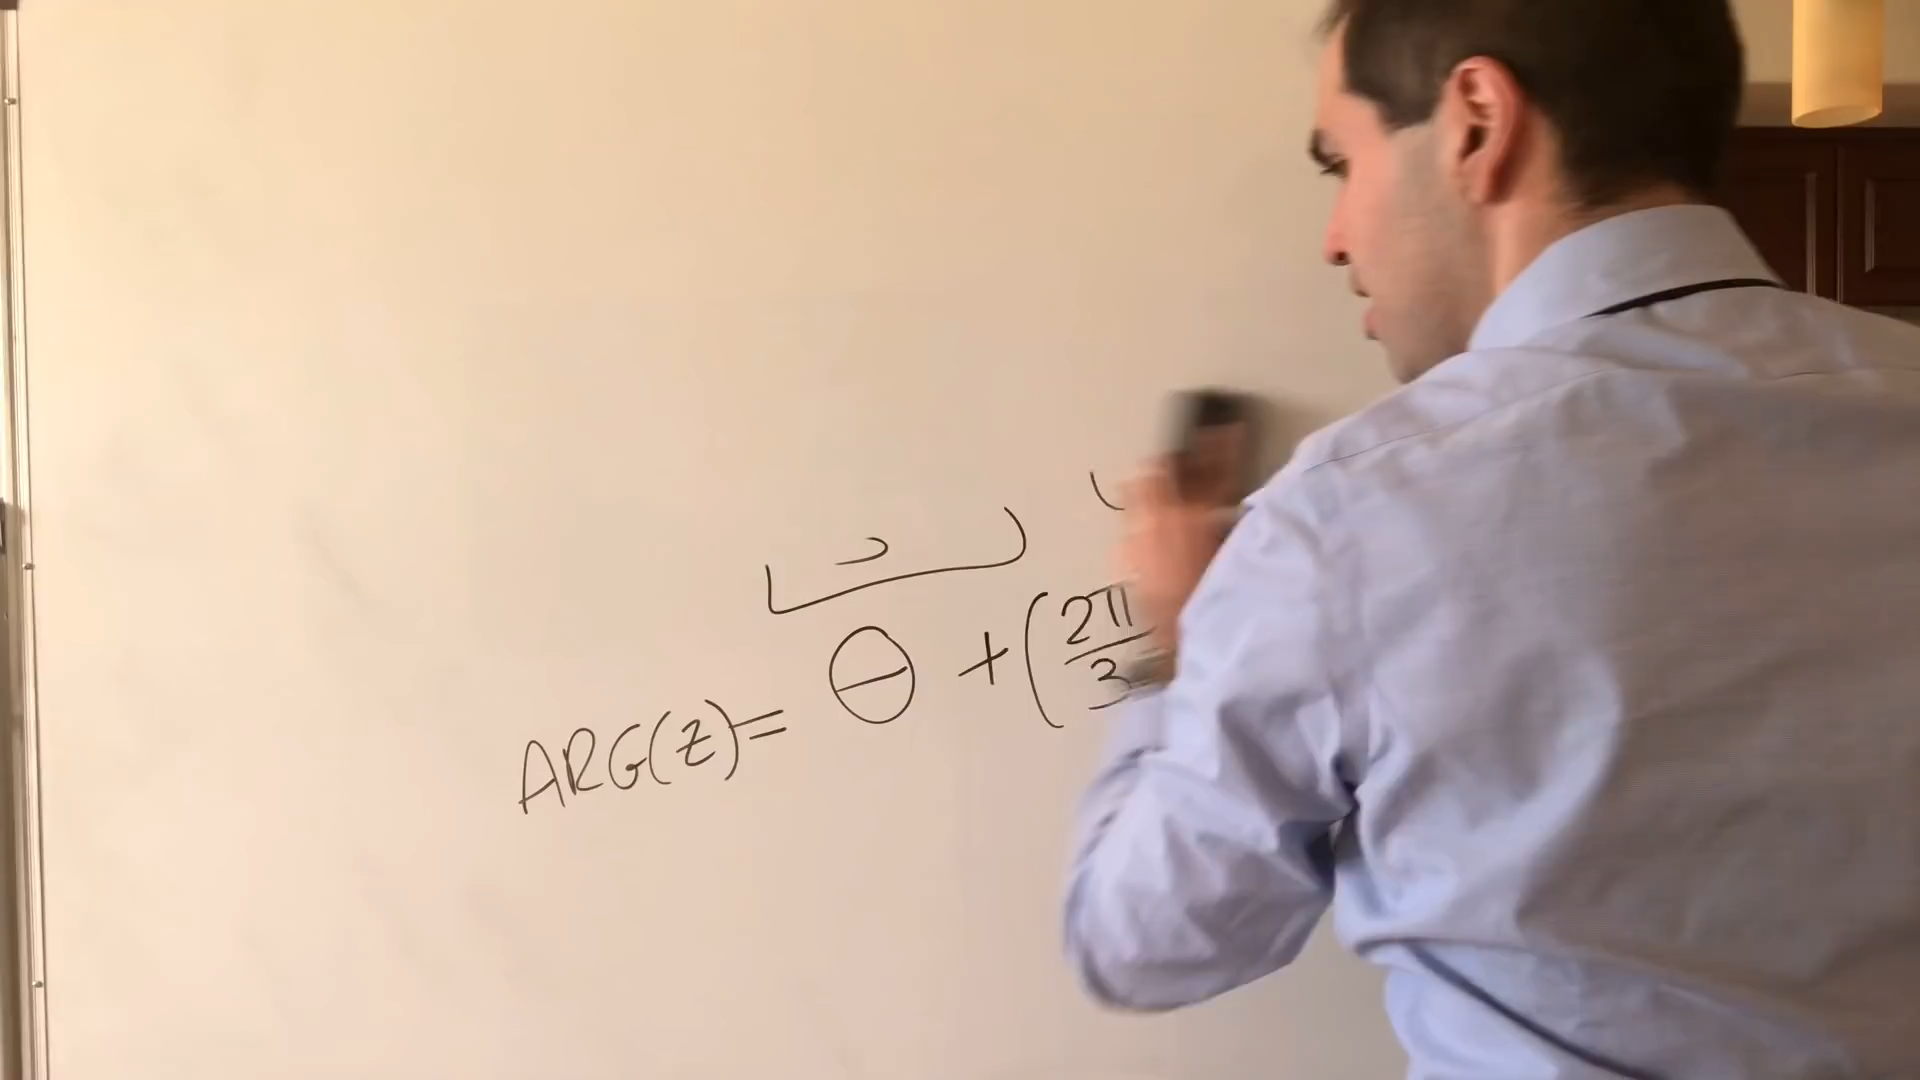 ARG(z)= θ + (2π/3